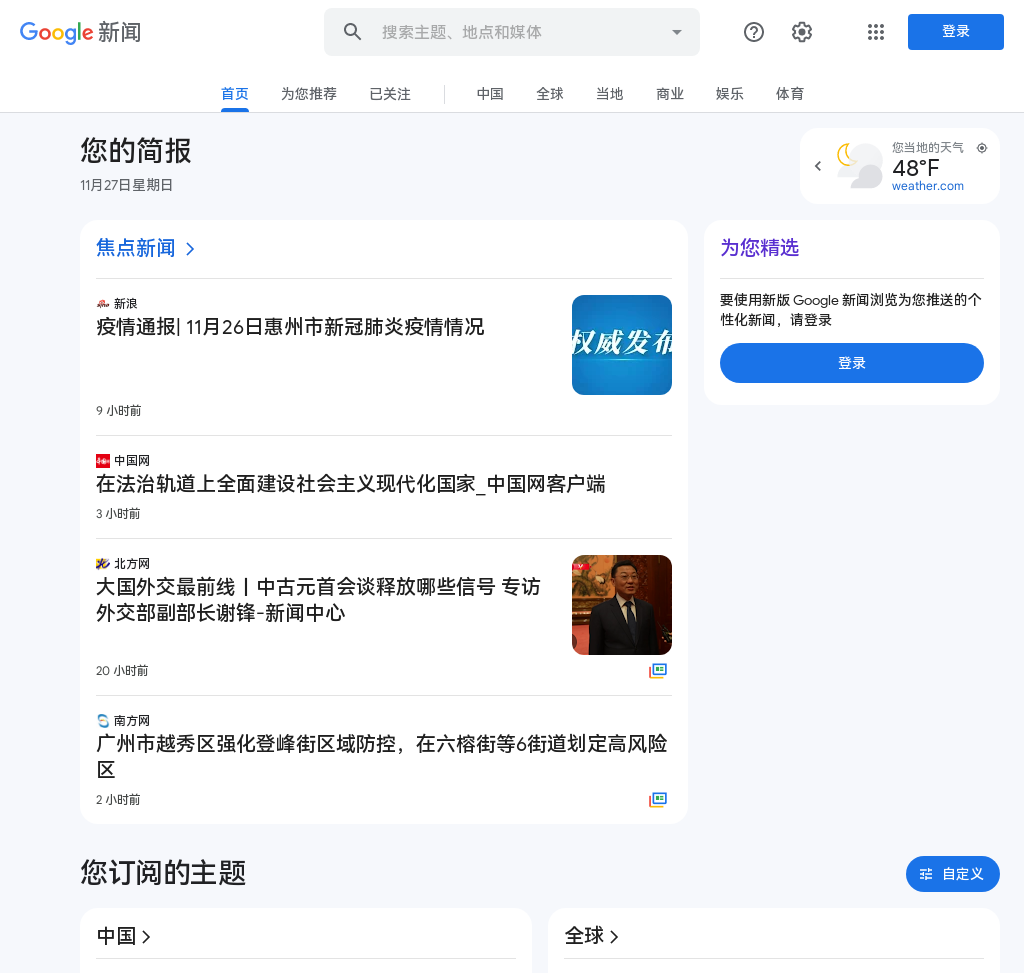 Google 新闻
搜索主题、地点和媒体
登录
首页
为您推荐
已关注
中国
全球
当地
商业
娱乐
体育
您的简报
11月27日星期日
您当地的天气
48°F
weather.com
焦点新闻
新浪
疫情通报| 11月26日惠州市新冠肺炎疫情情况
权威发布
9 小时前
中国网
在法治轨道上全面建设社会主义现代化国家_中国网客户端
3 小时前
北方网
大国外交最前线丨中古元首会谈释放哪些信号 专访
外交部副部长谢锋-新闻中心
20 小时前
南方网
广州市越秀区强化登峰街区域防控，在六榕街等6街道划定高风险
区
2 小时前
为您精选
要使用新版 Google 新闻浏览为您推送的个
性化新闻，请登录
登录
您订阅的主题
自定义
中国
全球